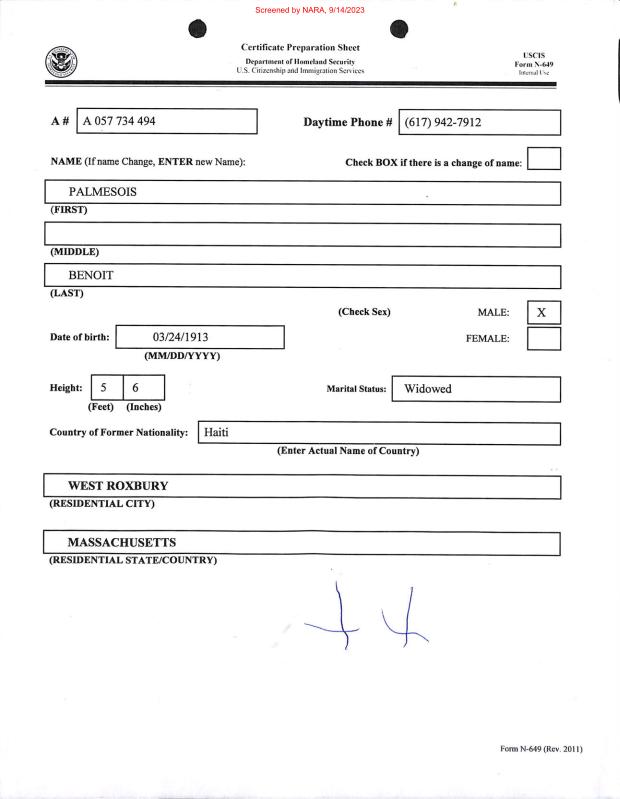 Screened by NARA, 9/14/2023
Certificate Preparation Sheet
Department of Homeland Security
U.S. Citizenship and Immigration Services
USCIS
Form N-649
Internal Use
A # A 057 734 494 Daytime Phone # (617) 942-7912
NAME (If name Change, ENTER new Name): Check BOX if there is a change of name:
PALMESOIS
(FIRST)
(MIDDLE)
BENOIT
(LAST)
(Check Sex) MALE: X
Date of birth: 03/24/1913 FEMALE:
(MM/DD/YYYY)
Height: 5 6 Marital Status: Widowed
(Feet) (Inches)
Country of Former Nationality: Haiti
(Enter Actual Name of Country)
WEST ROXBURY
(RESIDENTIAL CITY)
MASSACHUSETTS
(RESIDENTIAL STATE/COUNTRY)
Form N-649 (Rev. 2011)